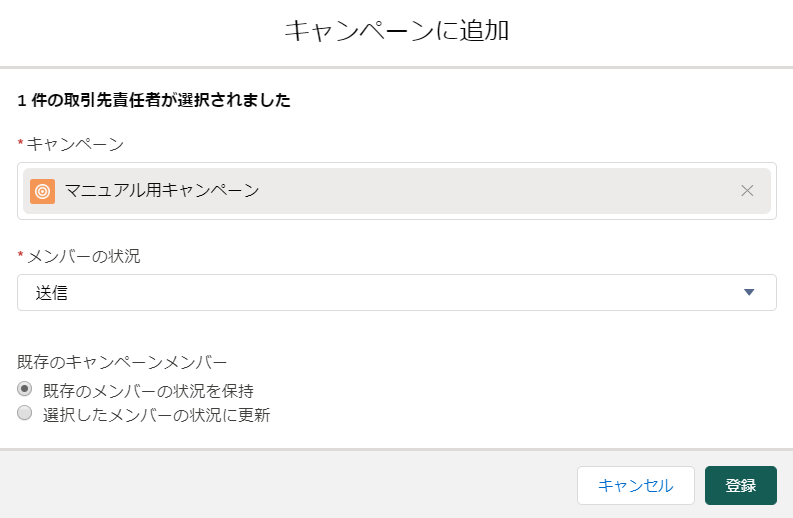 キャンペーンに追加
1 件の取引先責任者が選択されました
* キャンペーン
マニュアル用キャンペーン
* メンバーの状況
送信
既存のキャンペーンメンバー
既存のメンバーの状況を保持
選択したメンバーの状況に更新
キャンセル 登録